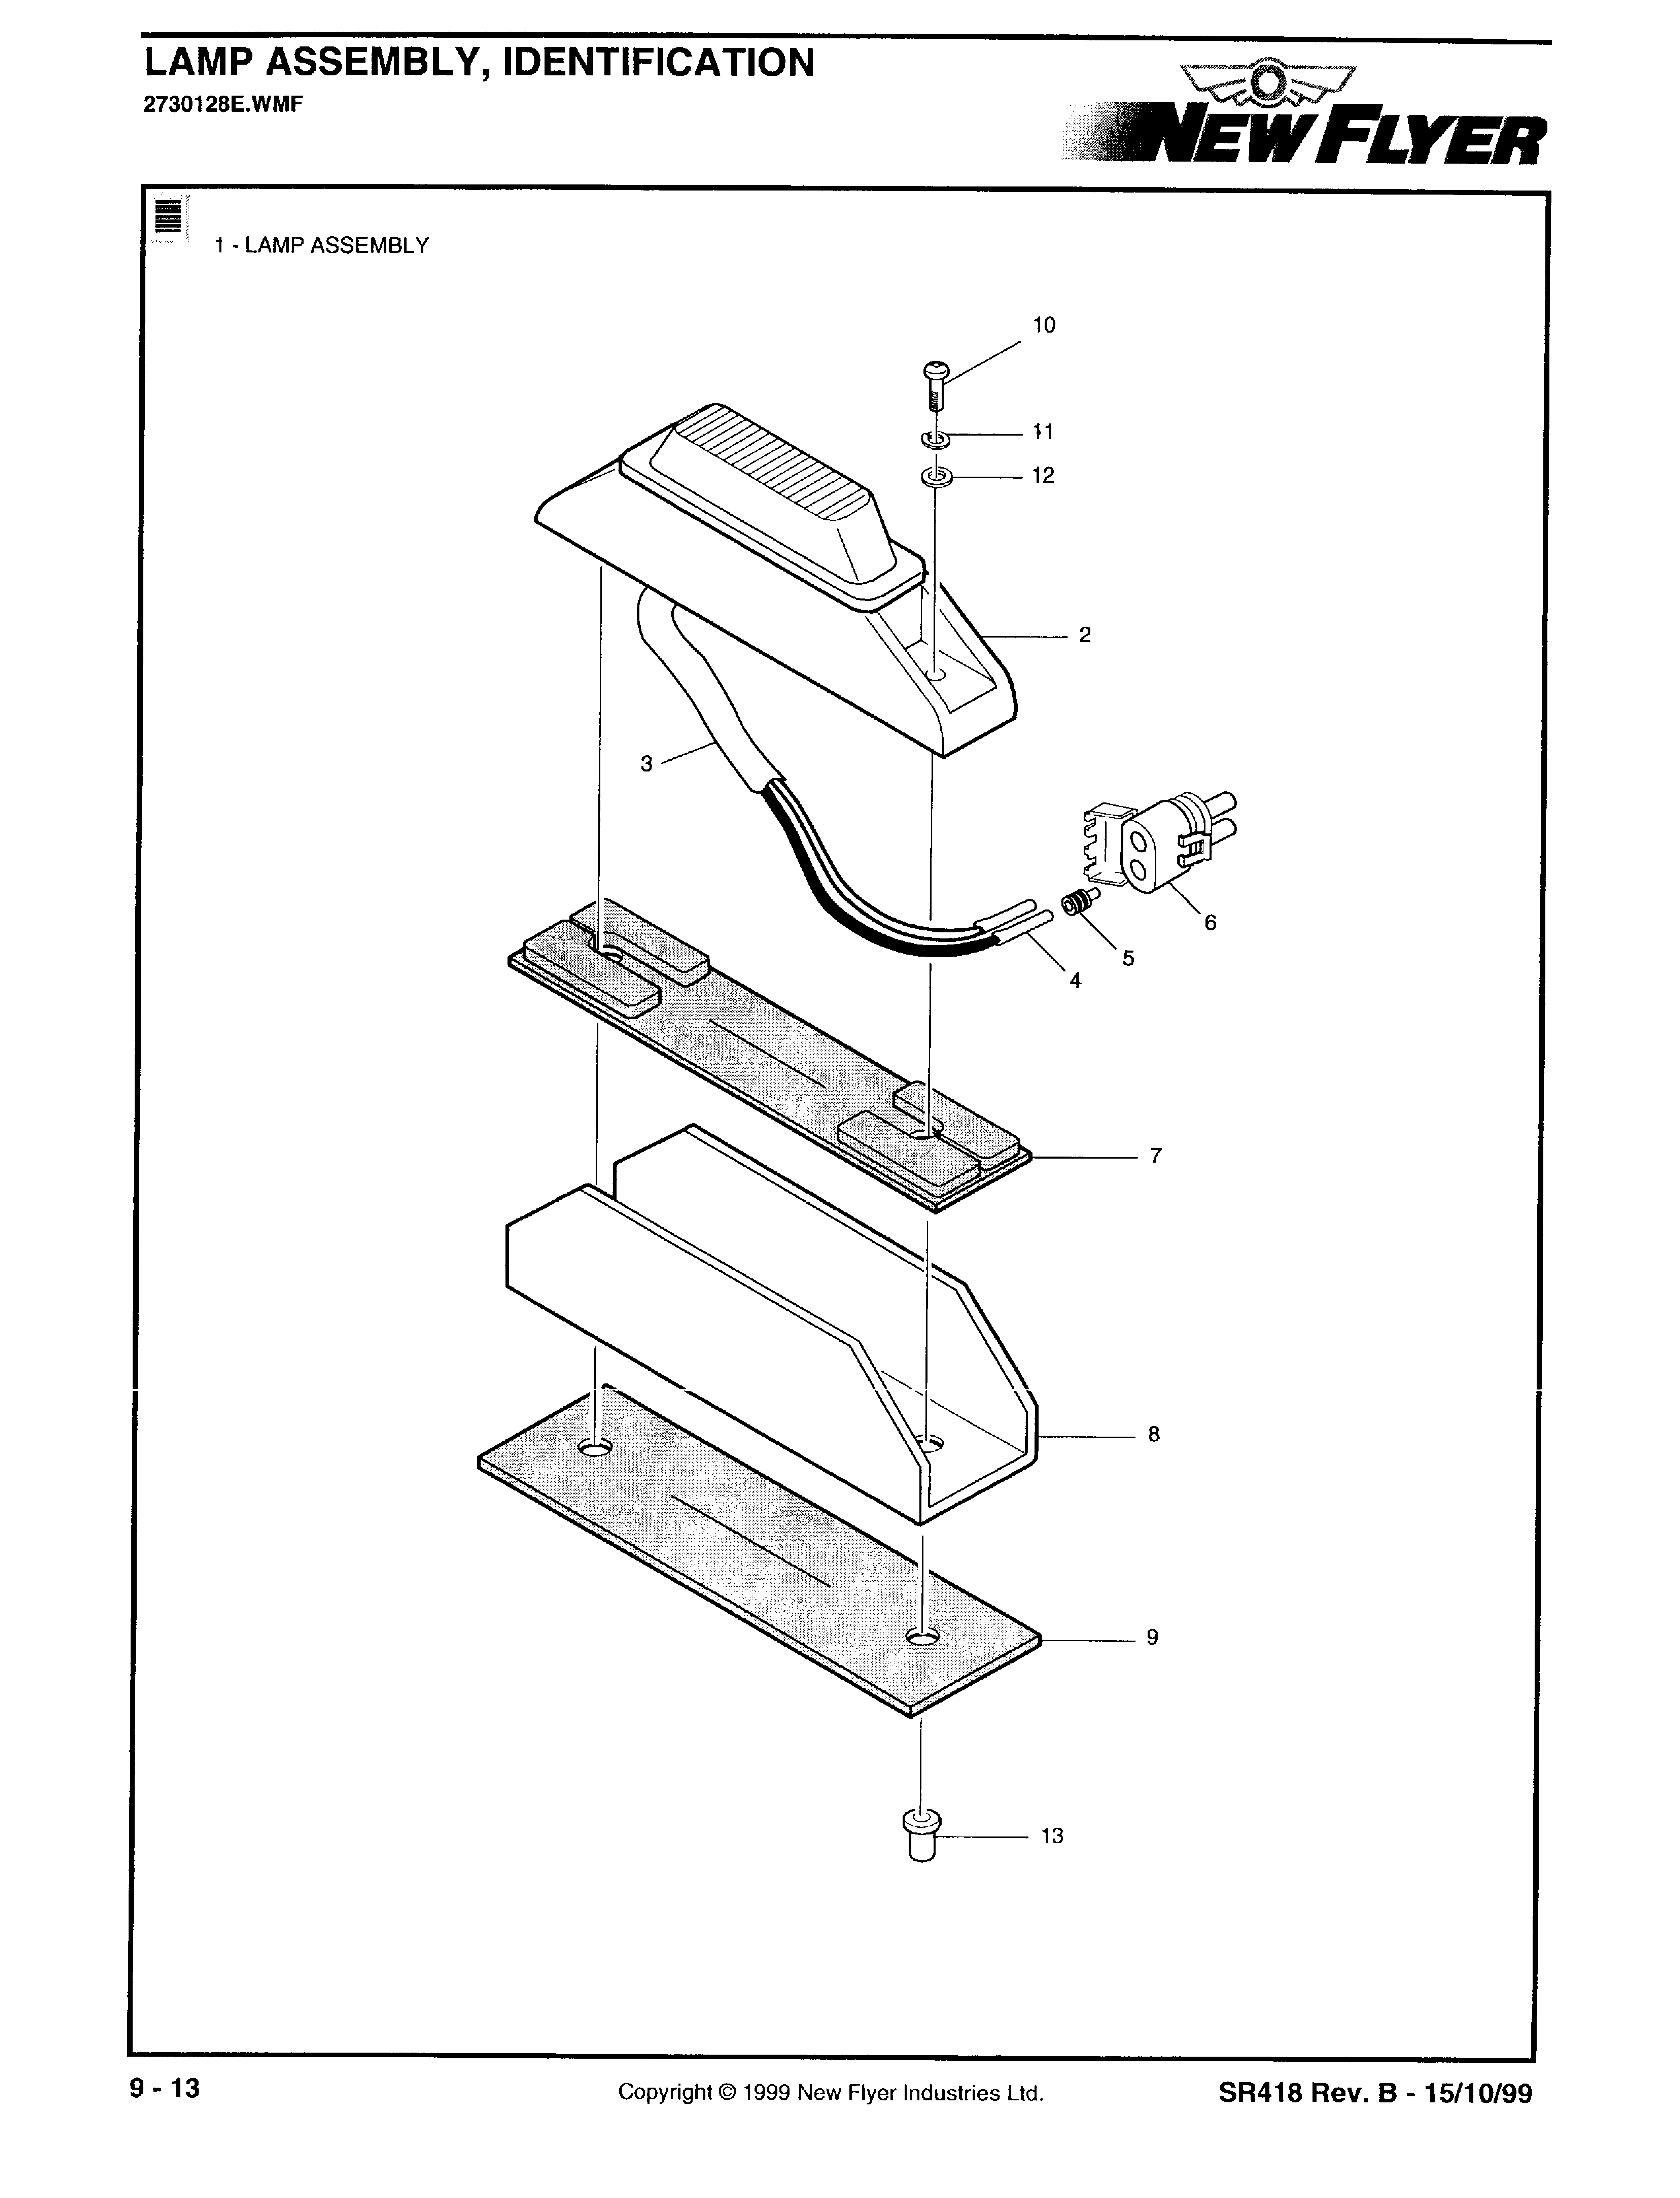 LAMP ASSEMBLY, IDENTIFICATION
2730128E.WMF
NEW FLYER
1 - LAMP ASSEMBLY
10
11
12
2
3
6
5
4
7
8
9
13
9 - 13
Copyright © 1999 New Flyer Industries Ltd.
SR418 Rev. B - 15/10/99